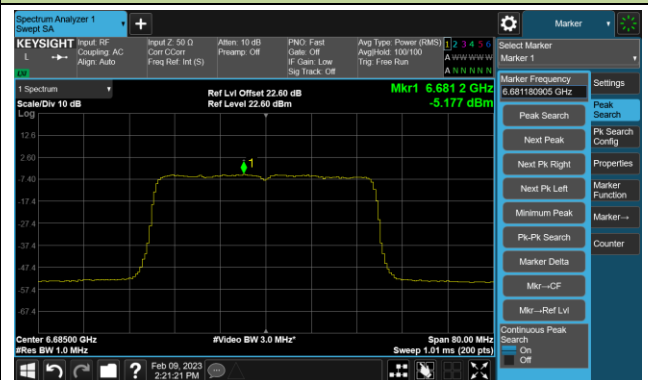 Spectrum Analyzer 1
Swept SA
+
Marker
KEYSIGHT
L
Input: RF
Coupling: AC
Align: Auto
Input Z: 50 Ω
Corr CCorr
Freq Ref: Int (S)
Atten: 10 dB
Preamp: Off
PNO: Fast
Gate: Off
IF Gain: Low
Sig Track: Off
Avg Type: Power (RMS)
Avg|Hold: 100/100
Trig: Free Run
1 2 3 4 5 6
A W W W W W
A N N N N N
Select Marker
Marker 1
1 Spectrum
Scale/Div 10 dB
Log
Ref Lvl Offset 22.60 dB
Ref Level 22.60 dBm
Mkr1 6.681 2 GHz
-5.177 dBm
12.6
2.60
-7.40
-17.4
-27.4
-37.4
-47.4
-57.4
-67.4
1
Center 6.68500 GHz
#Res BW 1.0 MHz
#Video BW 3.0 MHz*
Span 80.00 MHz
Sweep 1.01 ms (200 pts)
Marker Frequency
6.681180905 GHz
Peak Search
Next Peak
Next Pk Right
Next Pk Left
Minimum Peak
Pk-Pk Search
Marker Delta
Mkr→CF
Mkr→Ref Lvl
Continuous Peak
Search
On
Off
Settings
Peak
Search
Pk Search
Config
Properties
Marker
Function
Marker→
Counter
?
Feb 09, 2023
2:21:21 PM